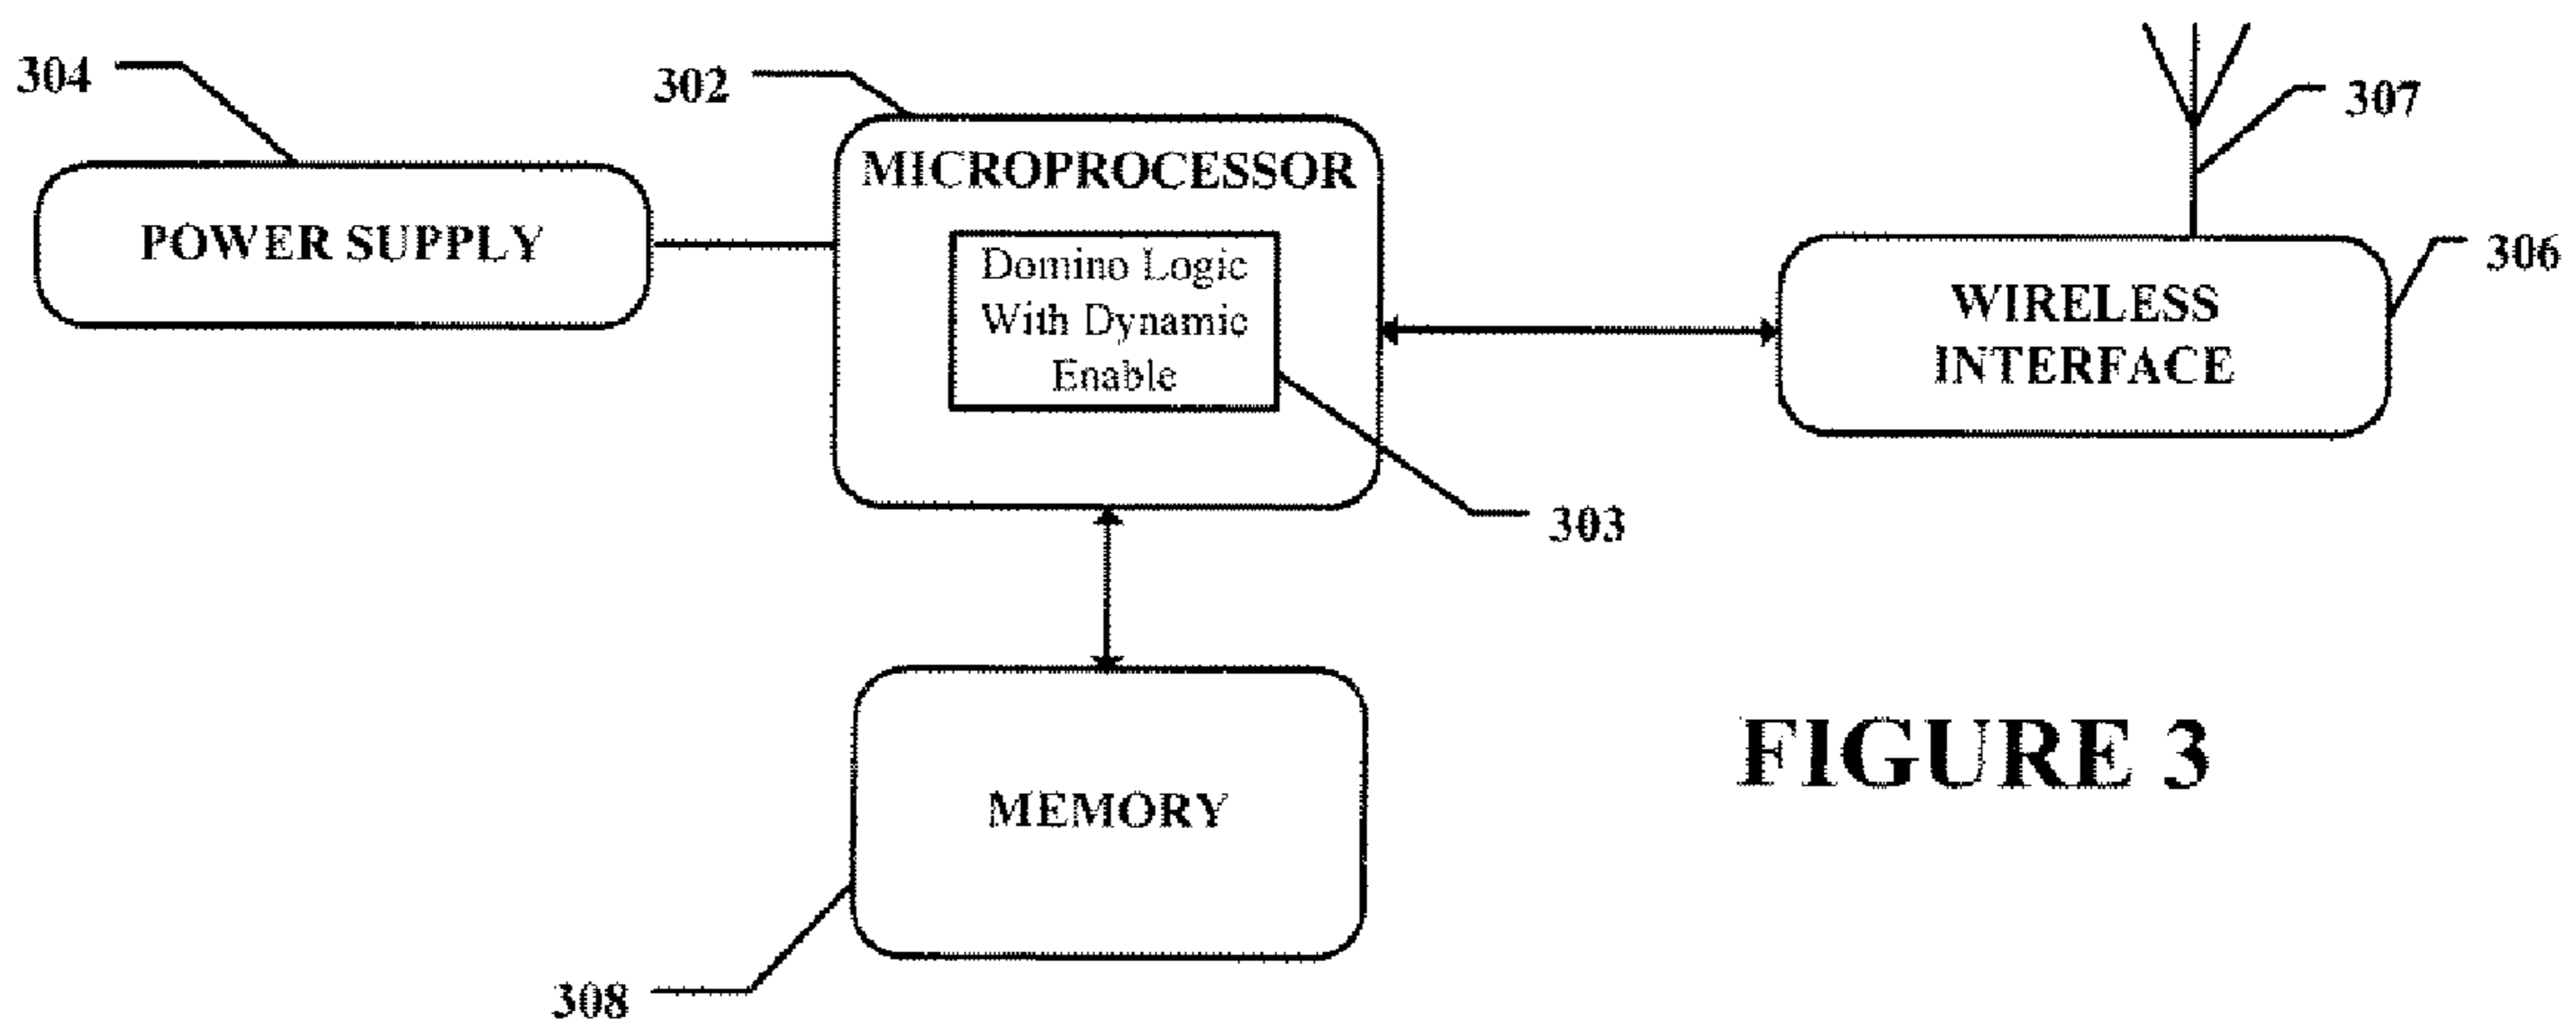 304
302
307
MICROPROCESSOR
POWER SUPPLY
Domino Logic
With Dynamic
Enable
306
WIRELESS
INTERFACE
303
FIGURE 3
MEMORY
308